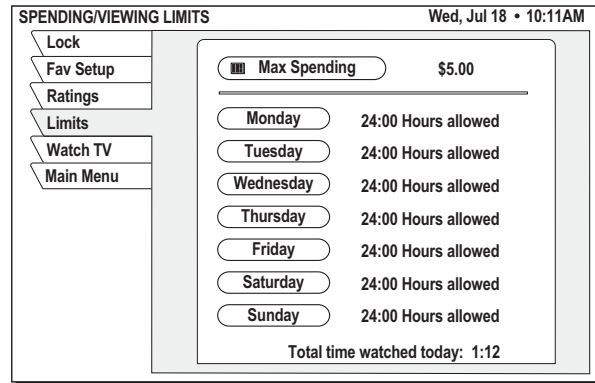 SPENDING/VIEWING LIMITS Wed, Jul 18 • 10:11AM
Lock
Fav Setup
Ratings
Limits
Watch TV
Main Menu
Max Spending $5.00
Monday 24:00 Hours allowed
Tuesday 24:00 Hours allowed
Wednesday 24:00 Hours allowed
Thursday 24:00 Hours allowed
Friday 24:00 Hours allowed
Saturday 24:00 Hours allowed
Sunday 24:00 Hours allowed
Total time watched today: 1:12